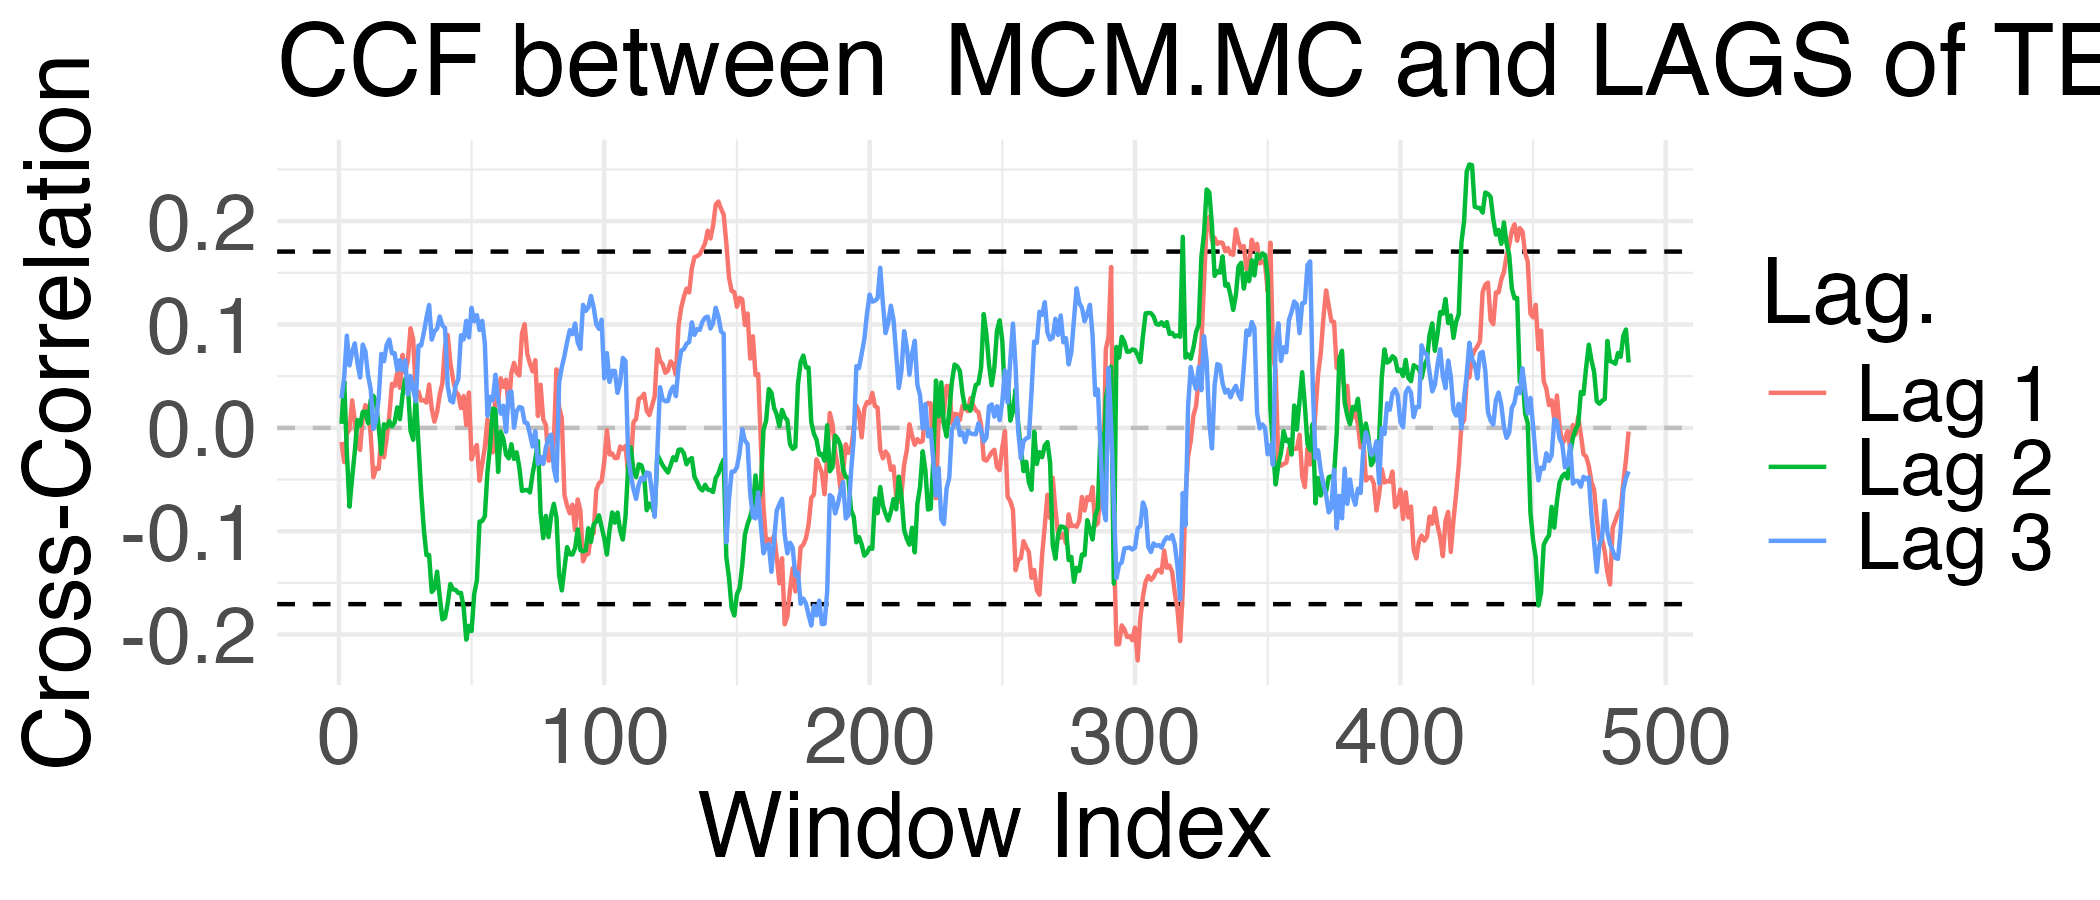 CCF between  MCM.MC and LAGS of TE
Cross-Correlation
0.2
0.1
0.0
-0.1
-0.2
0 100 200 300 400 500
Window Index
Lag.
Lag 1
Lag 2
Lag 3